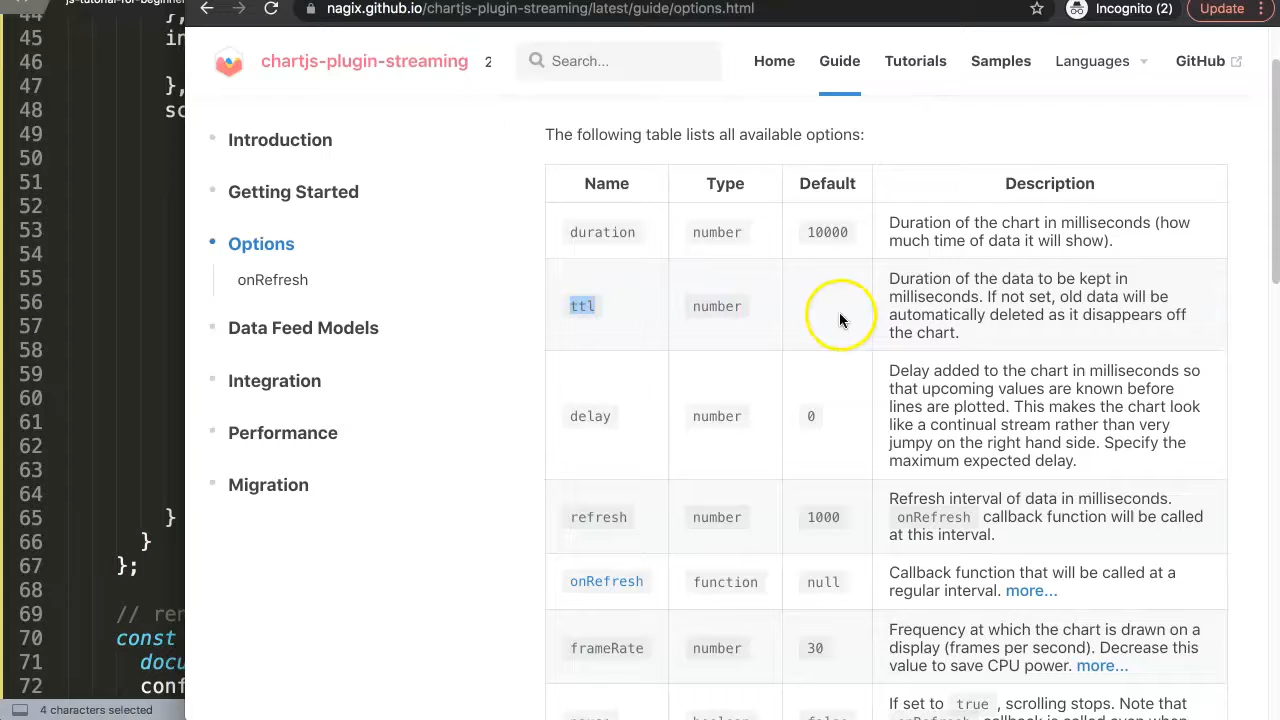 js-tutorial-for-beginner
nagix.github.io/chartjs-plugin-streaming/latest/guide/options.html
Incognito (2)
Update
chartjs-plugin-streaming
2
Search...
Home
Guide
Tutorials
Samples
Languages
GitHub
44
},
45
in
46
47
},
48
sc
49
50
51
52
53
54
55
56
57
58
59
60
61
62
63
64
65
}
66
}
67
};
68
69
// ren
70
const
71
docu
72
conf
4 characters selected
Introduction
Getting Started
Options
onRefresh
Data Feed Models
Integration
Performance
Migration
The following table lists all available options:
Name Type Default Description
duration number 10000 Duration of the chart in milliseconds (how
much time of data it will show).
ttl number Duration of the data to be kept in
milliseconds. If not set, old data will be
automatically deleted as it disappears off
the chart.
delay number 0 Delay added to the chart in milliseconds so
that upcoming values are known before
lines are plotted. This makes the chart look
like a continual stream rather than very
jumpy on the right hand side. Specify the
maximum expected delay.
refresh number 1000 Refresh interval of data in milliseconds.
onRefresh callback function will be called
at this interval.
onRefresh function null Callback function that will be called at a
regular interval. more...
frameRate number 30 Frequency at which the chart is drawn on a
display (frames per second). Decrease this
value to save CPU power. more...
If set to true , scrolling stops. Note that